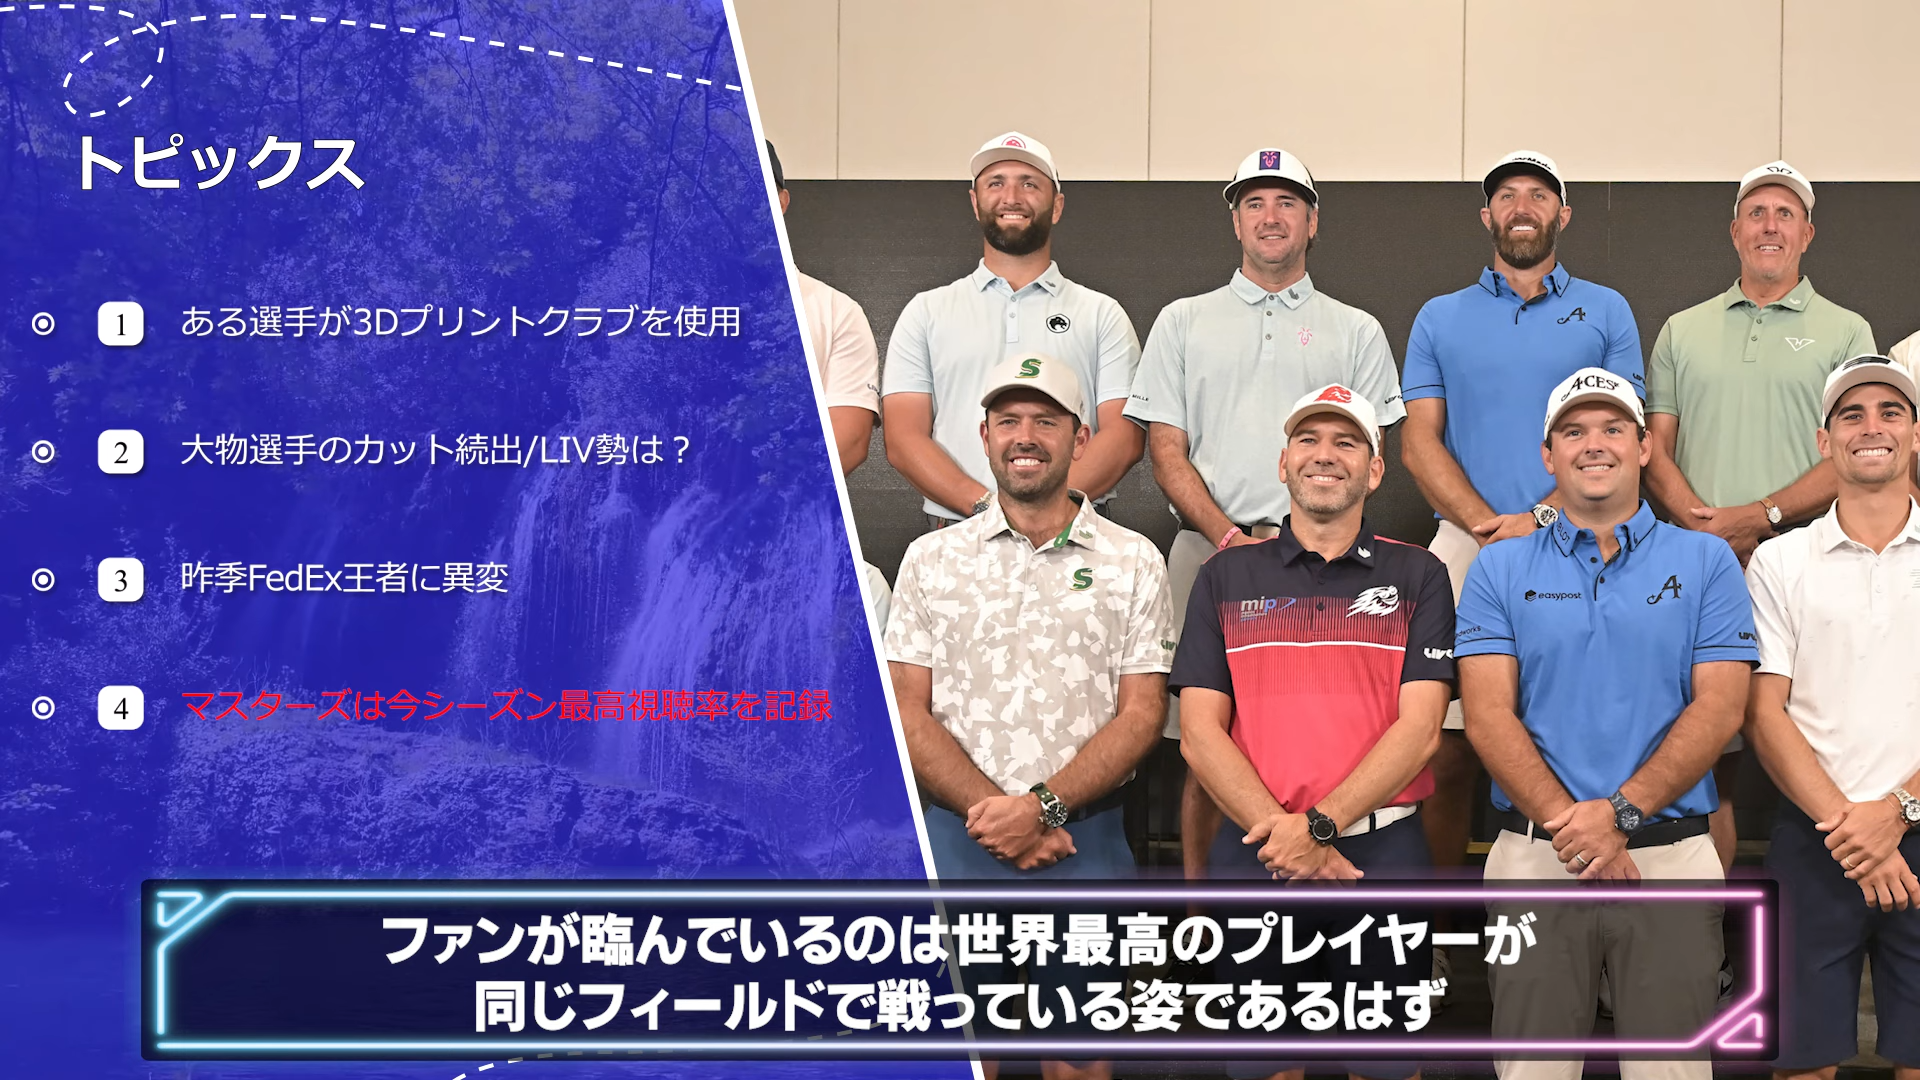 トピックス
1 ある選手が3Dプリントクラブを使用
2 大物選手のカット続出/LIV勢は？
3 昨季FedEx王者に異変
4 マスターズは今シーズン最高視聴率を記録
S
ACES
S
mip
LIV
easypost
LIV
ファンが臨んでいるのは世界最高のプレイヤーが
同じフィールドで戦っている姿であるはず